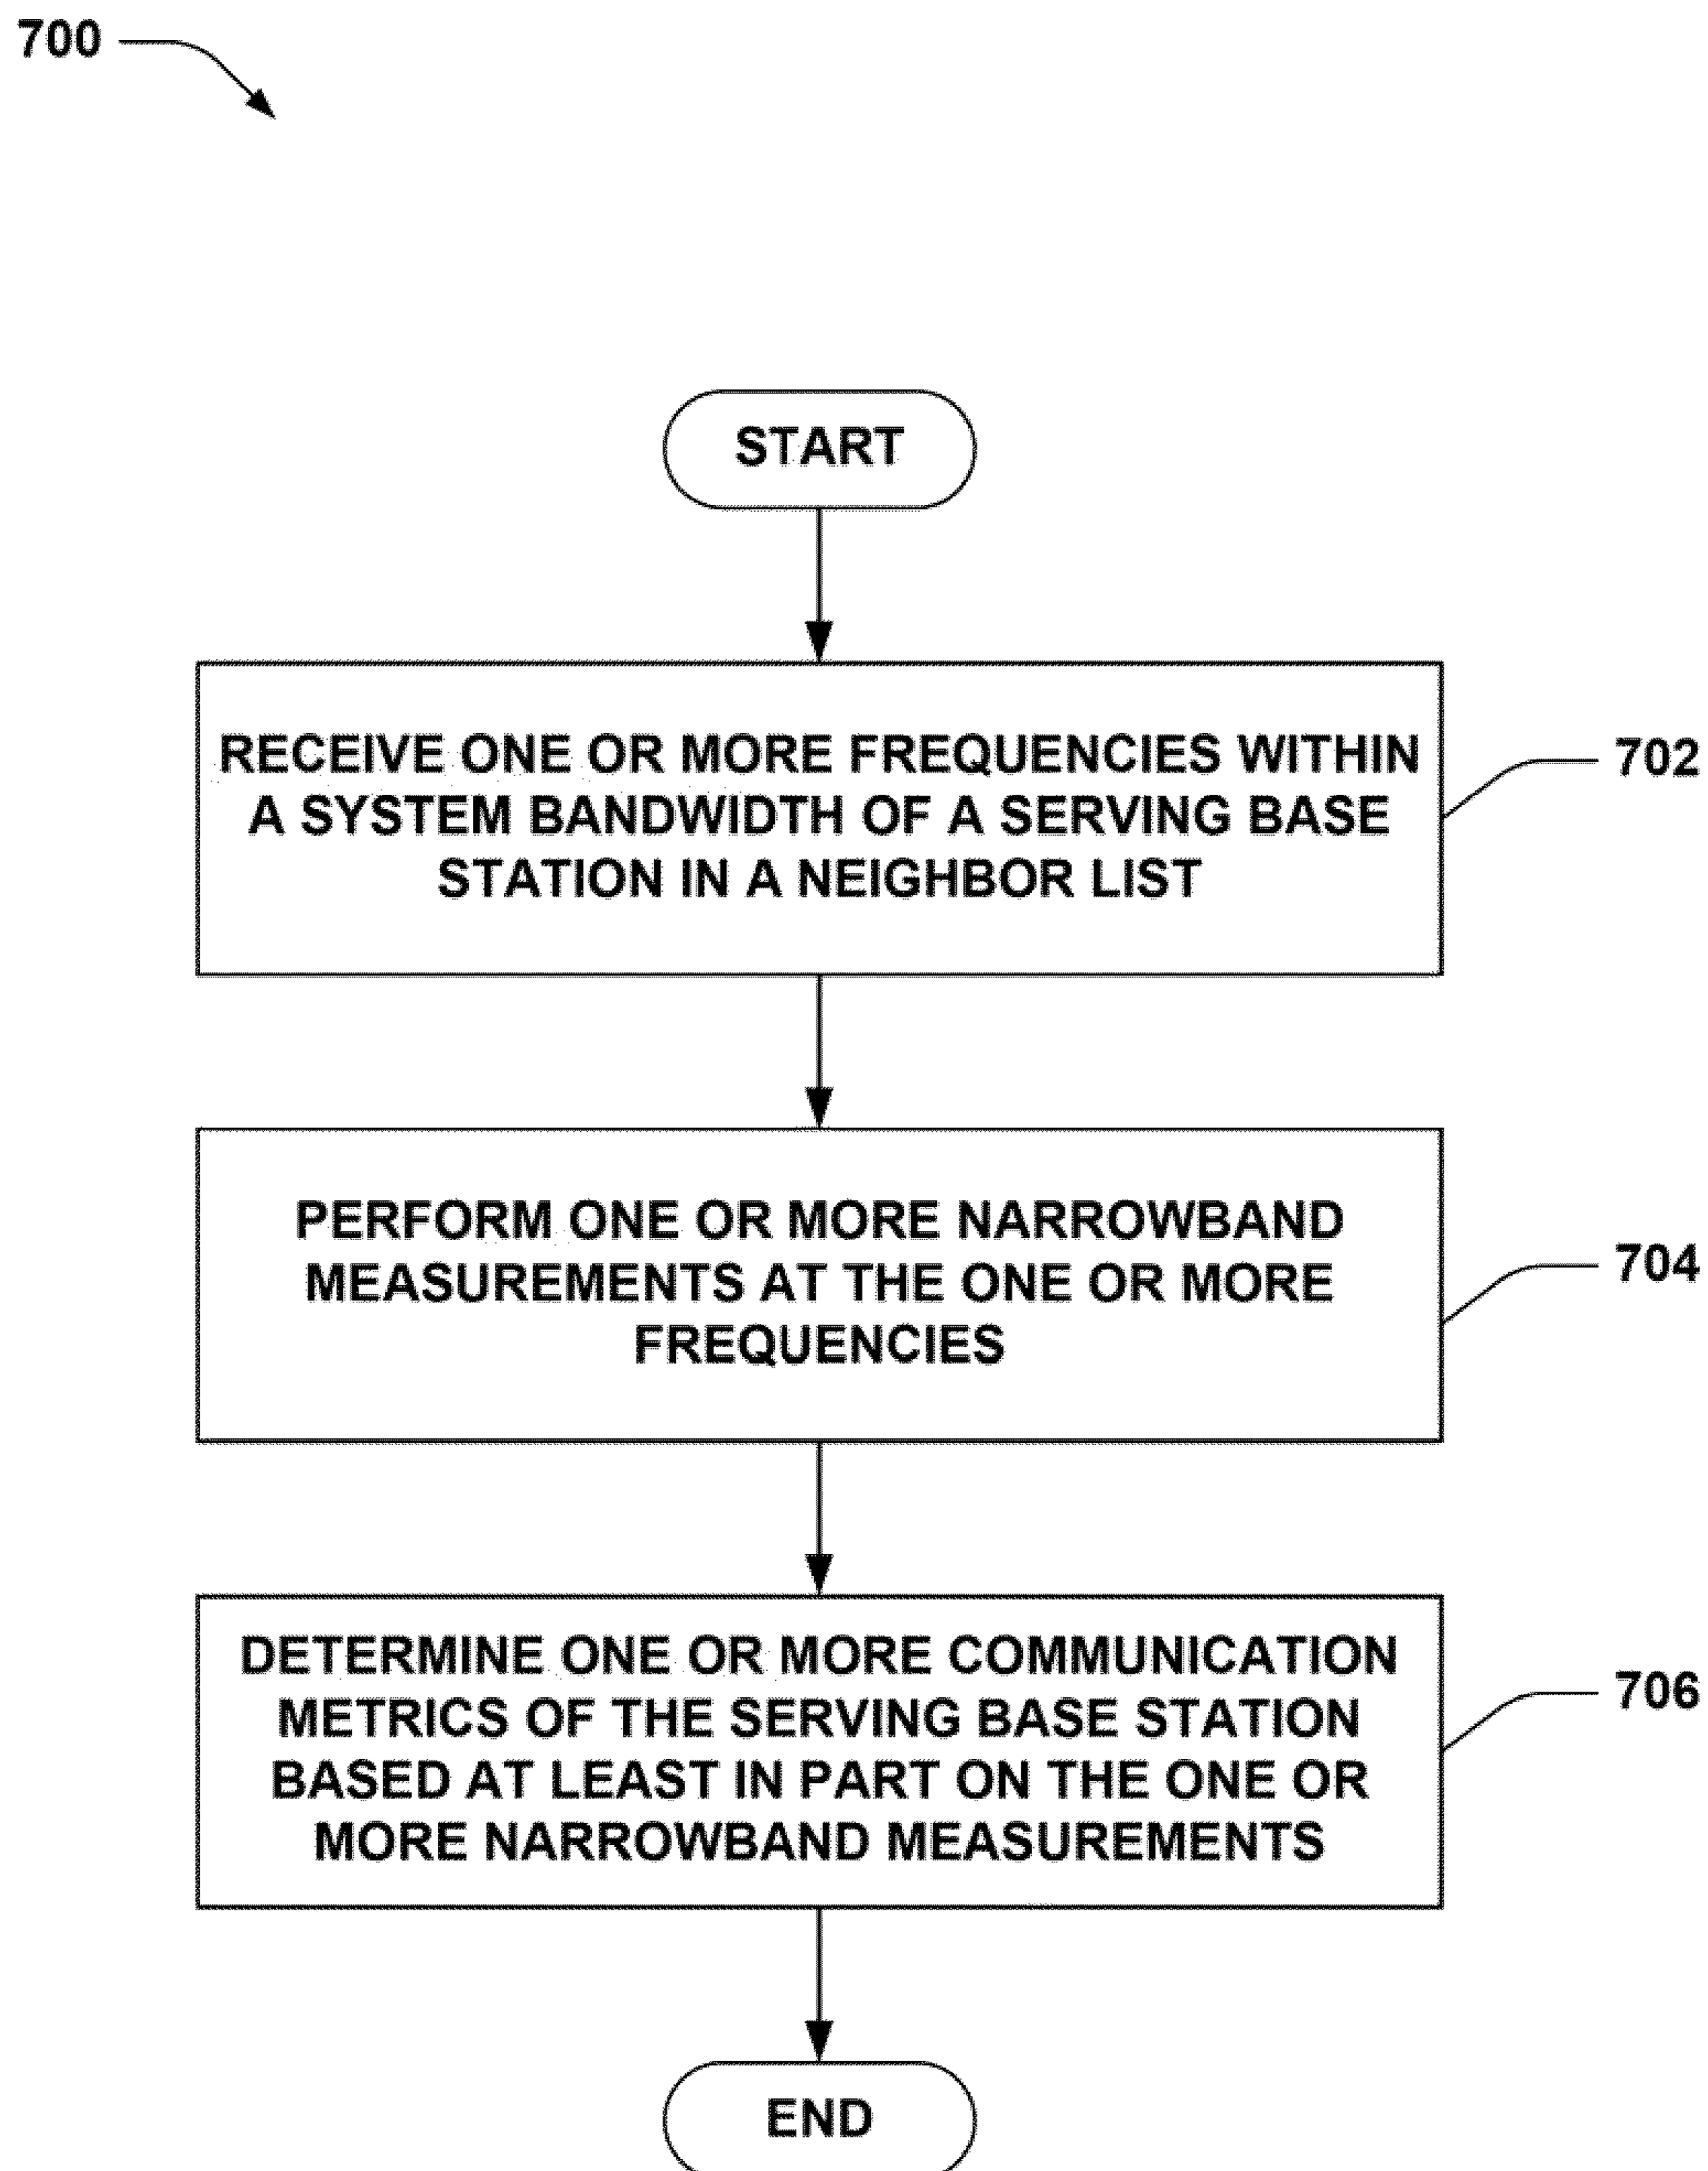 700
START
RECEIVE ONE OR MORE FREQUENCIES WITHIN
A SYSTEM BANDWIDTH OF A SERVING BASE
STATION IN A NEIGHBOR LIST
702
PERFORM ONE OR MORE NARROWBAND
MEASUREMENTS AT THE ONE OR MORE
FREQUENCIES
704
DETERMINE ONE OR MORE COMMUNICATION
METRICS OF THE SERVING BASE STATION
BASED AT LEAST IN PART ON THE ONE OR
MORE NARROWBAND MEASUREMENTS
706
END